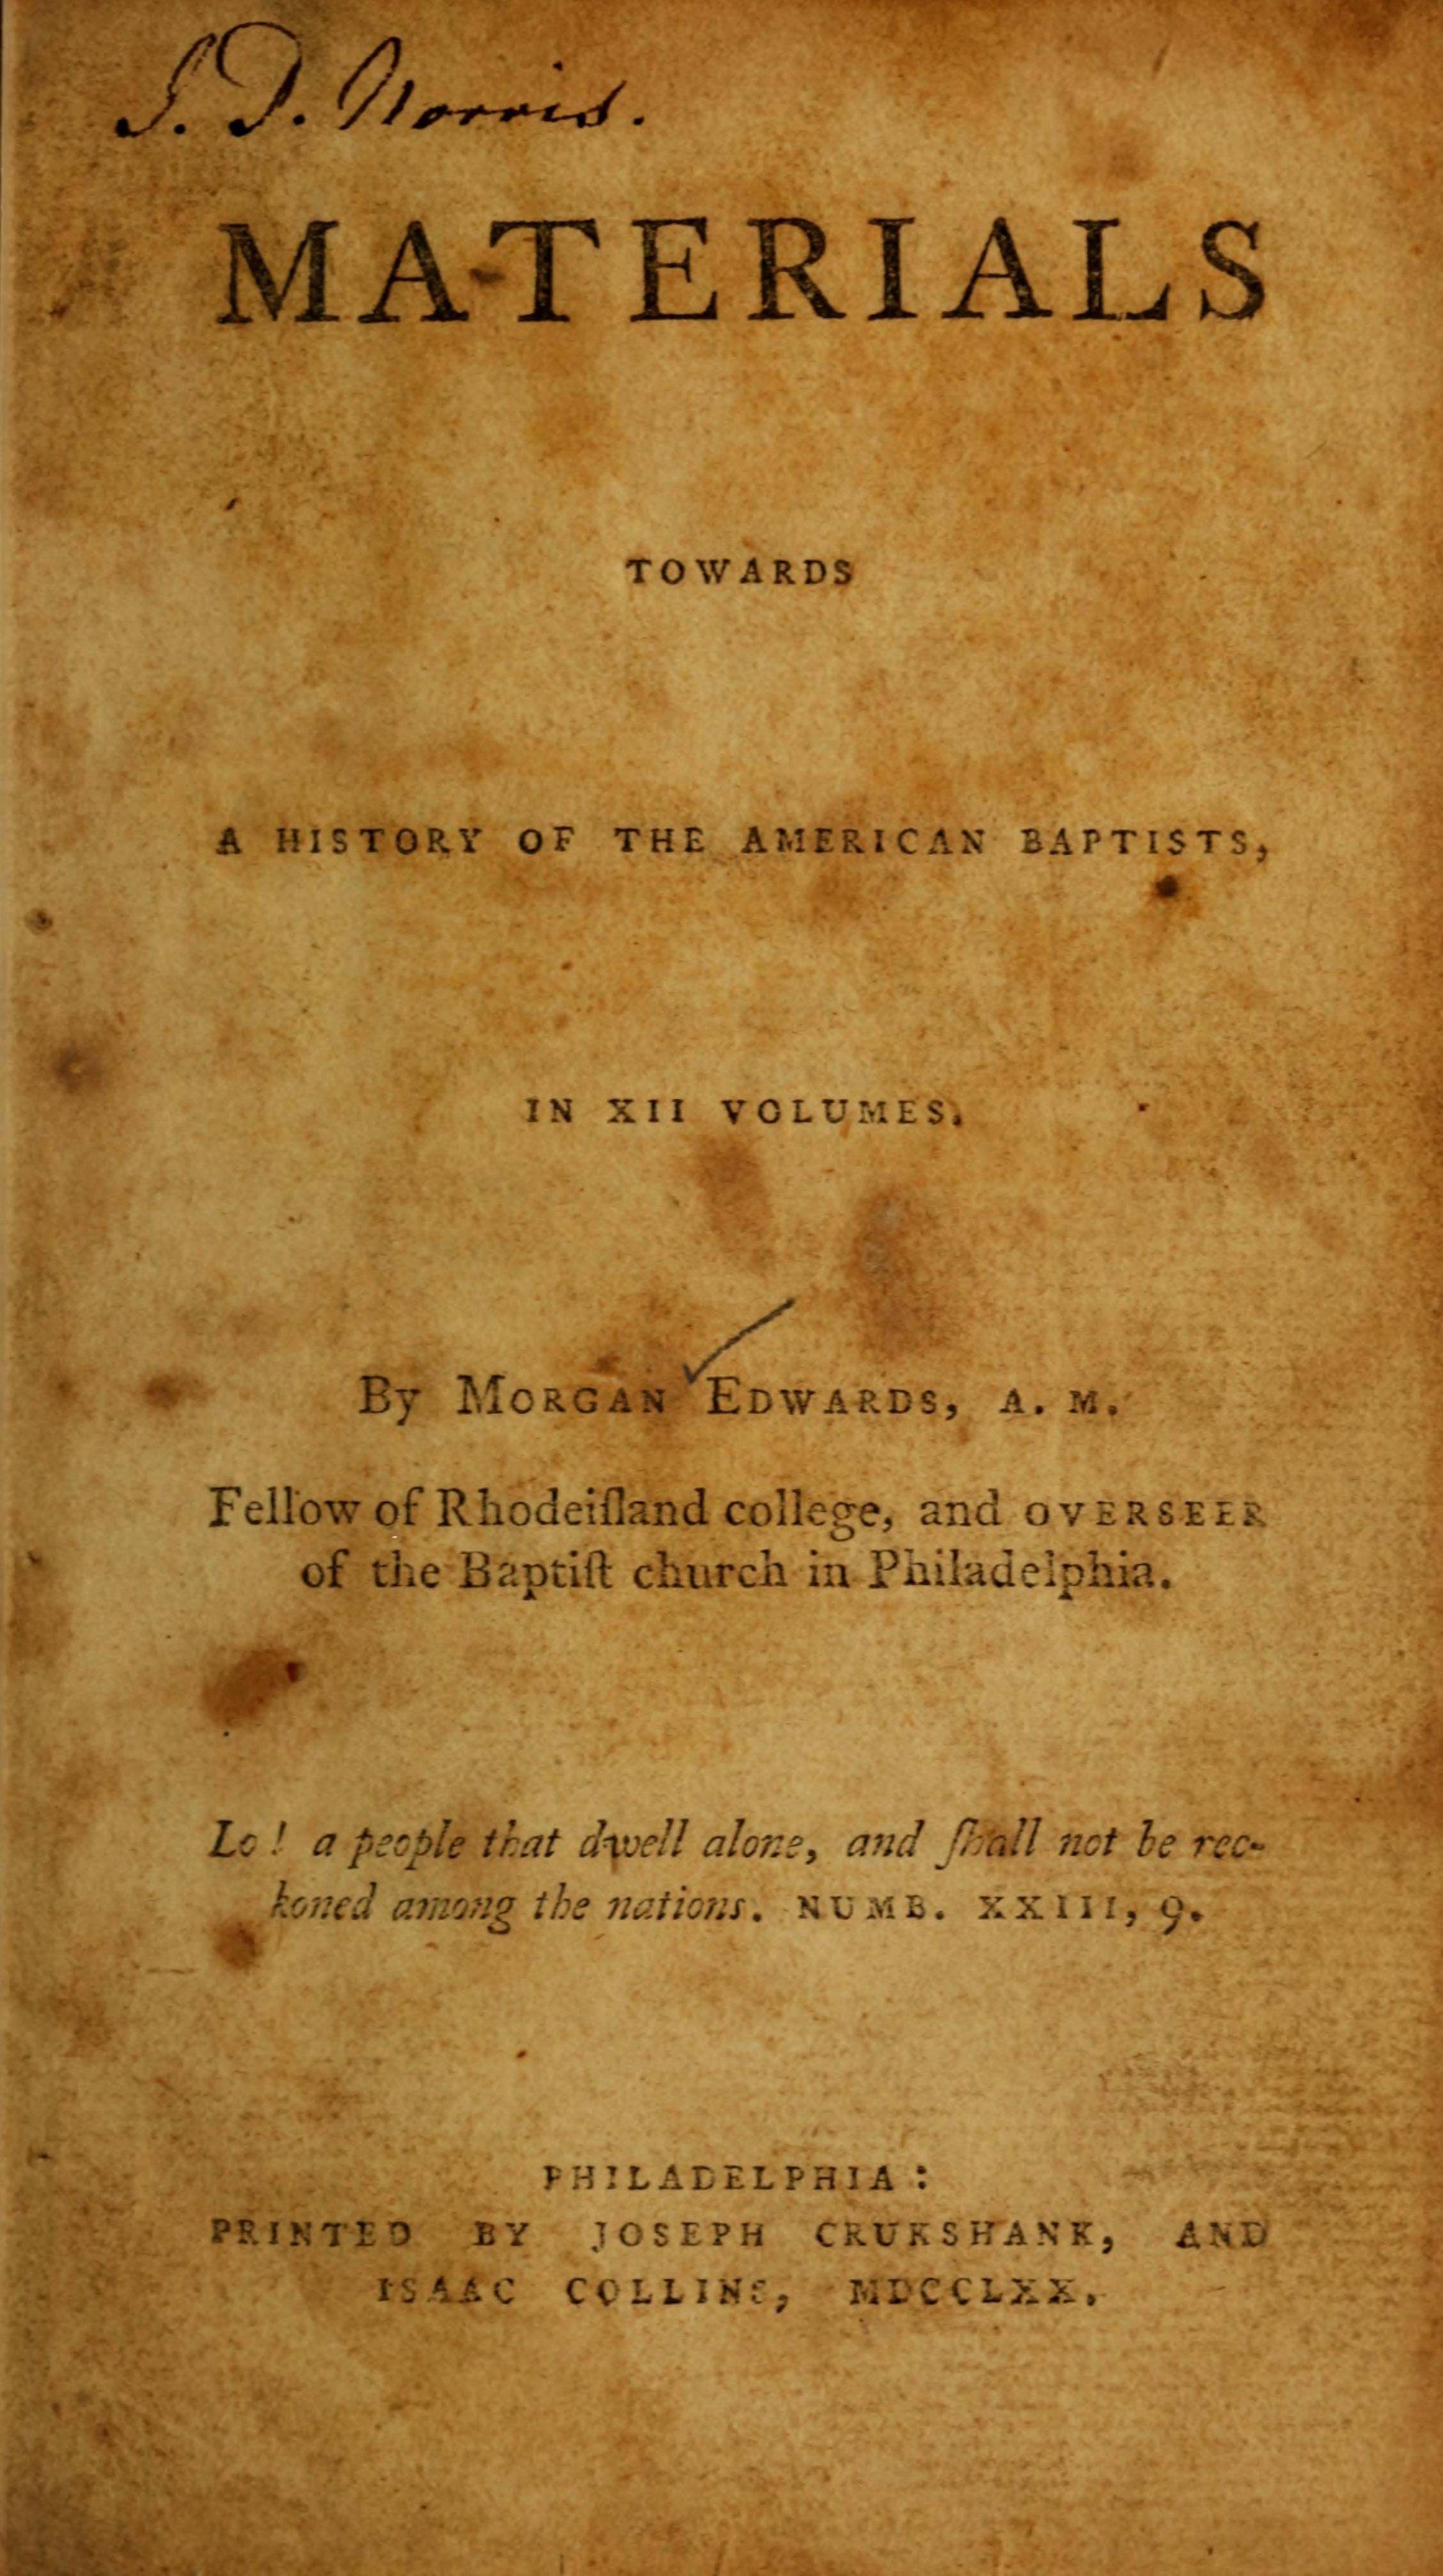 S. D. Norris.
MATERIALS
TOWARDS
A HISTORY OF THE AMERICAN BAPTISTS,
IN XII VOLUMES.
By MORGAN EDWARDS, A. M.
Fellow of Rhodeiſland college, and OVERSEER
of the Baptiſt church in Philadelphia.
Lo! a people that dwell alone, and ſhall not be rec-
koned among the nations. NUMB. XXIII, 9.
PHILADELPHIA:
PRINTED BY JOSEPH CRUKSHANK, AND
ISAAC COLLINS, MDCCLXX.